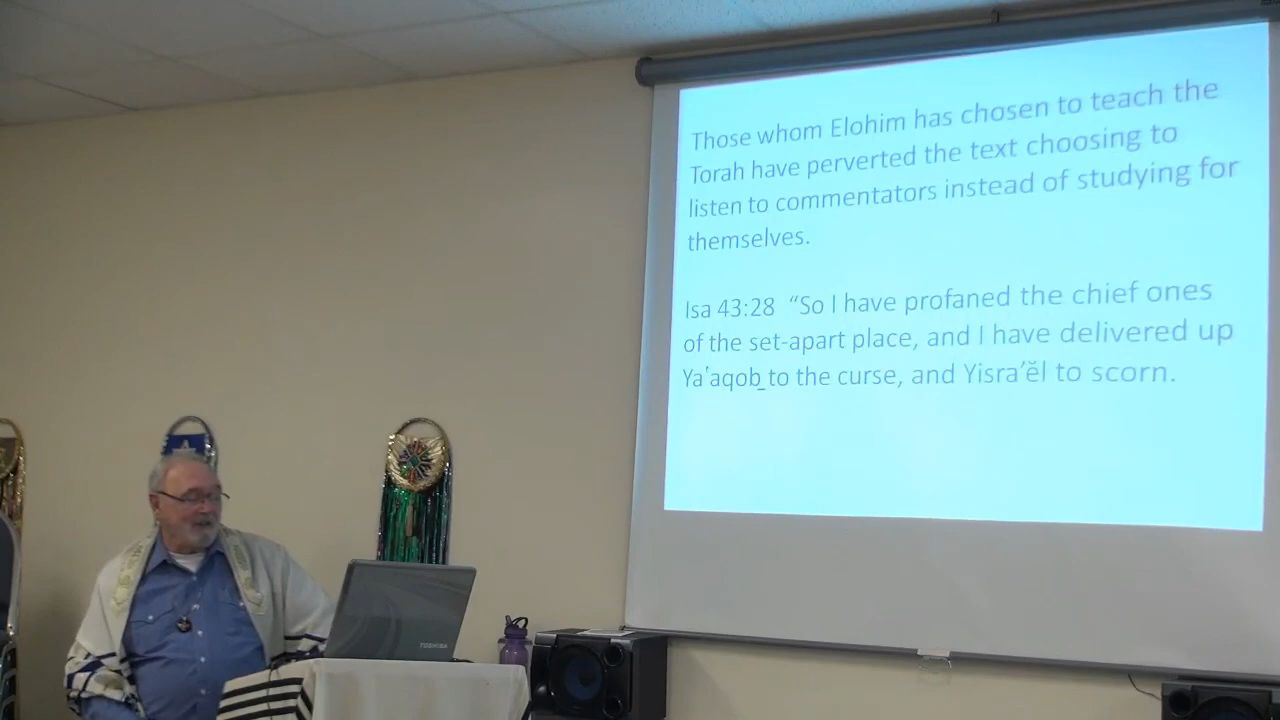 Those whom Elohim has chosen to teach the
Torah have perverted the text choosing to
listen to commentators instead of studying for
themselves.
Isa 43:28 “So I have profaned the chief ones
of the set-apart place, and I have delivered up
Ya‛aqoḇ to the curse, and Yisra’ĕl to scorn.
TOSHIBA